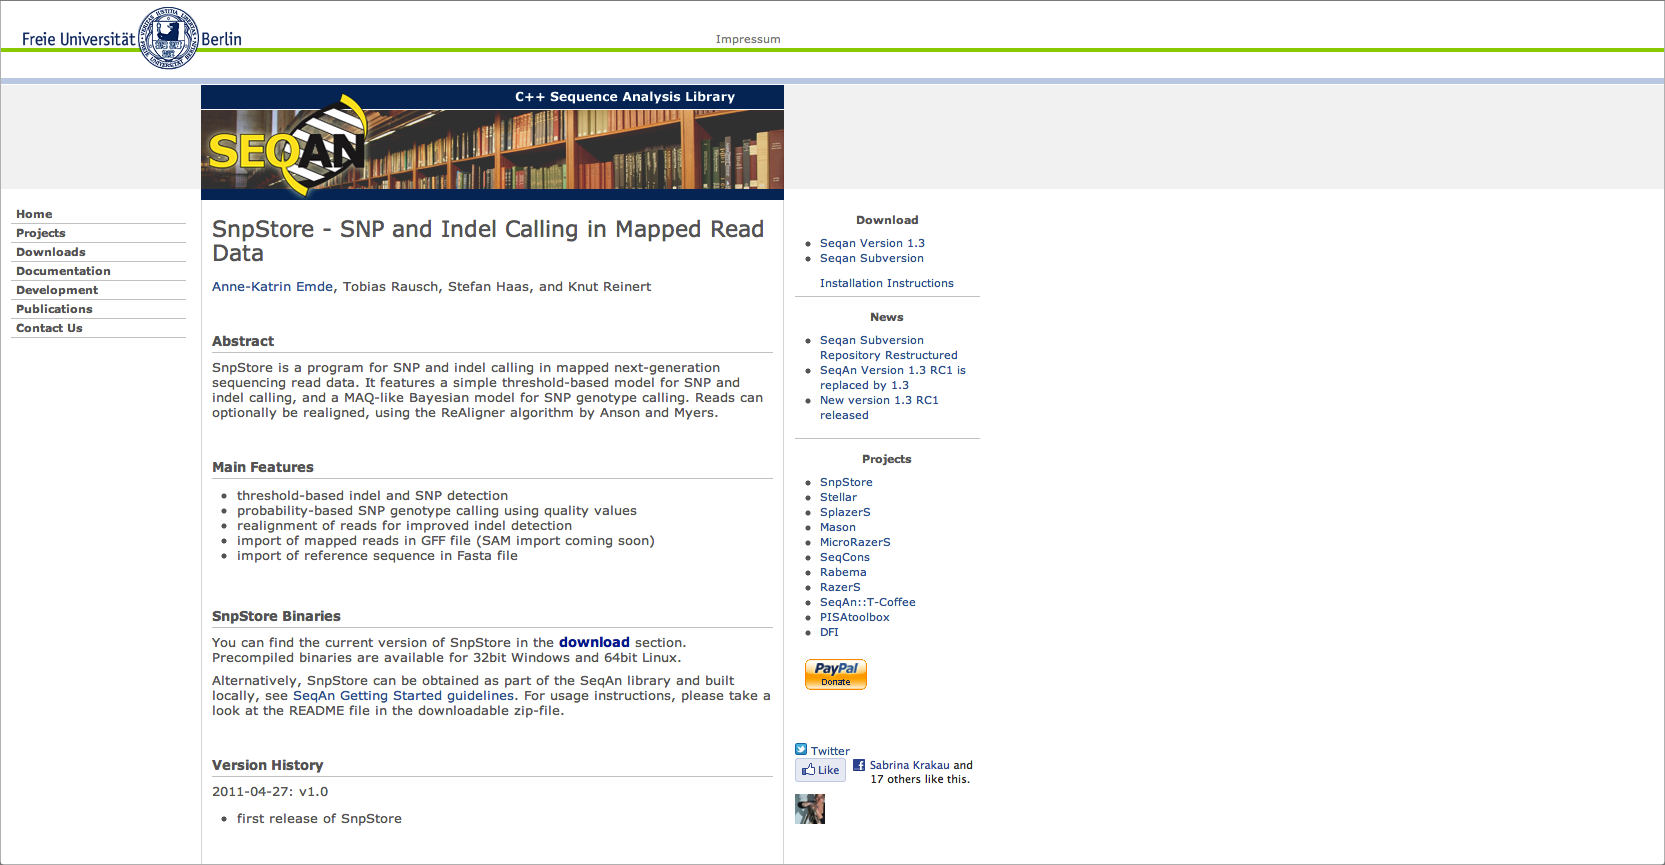 Freie Universität Berlin
Impressum
C++ Sequence Analysis Library
SEQAN
Home
Projects
Downloads
Documentation
Development
Publications
Contact Us
SnpStore - SNP and Indel Calling in Mapped Read
Data
Anne-Katrin Emde, Tobias Rausch, Stefan Haas, and Knut Reinert
Abstract
SnpStore is a program for SNP and indel calling in mapped next-generation
sequencing read data. It features a simple threshold-based model for SNP and
indel calling, and a MAQ-like Bayesian model for SNP genotype calling. Reads can
optionally be realigned, using the ReAligner algorithm by Anson and Myers.
Main Features
• threshold-based indel and SNP detection
• probability-based SNP genotype calling using quality values
• realignment of reads for improved indel detection
• import of mapped reads in GFF file (SAM import coming soon)
• import of reference sequence in Fasta file
SnpStore Binaries
You can find the current version of SnpStore in the download section.
Precompiled binaries are available for 32bit Windows and 64bit Linux.
Alternatively, SnpStore can be obtained as part of the SeqAn library and built
locally, see SeqAn Getting Started guidelines. For usage instructions, please take a
look at the README file in the downloadable zip-file.
Version History
2011-04-27: v1.0
• first release of SnpStore
Download
• Seqan Version 1.3
• Seqan Subversion
Installation Instructions
News
• Seqan Subversion
Repository Restructured
• SeqAn Version 1.3 RC1 is
replaced by 1.3
• New version 1.3 RC1
released
Projects
• SnpStore
• Stellar
• SplazerS
• Mason
• MicroRazerS
• SeqCons
• Rabema
• RazerS
• SeqAn::T-Coffee
• PISAtoolbox
• DFI
PayPal
Donate
Twitter
Like
Sabrina Krakau and
17 others like this.